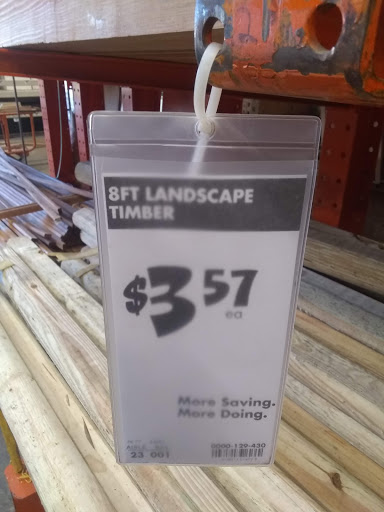 8FT LANDSCAPE
TIMBER
$3 57
ea
More Saving.
More Doing.
0000-129-430
23 001